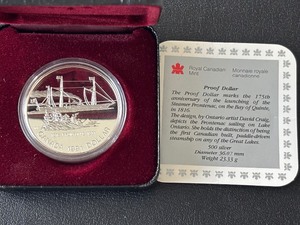 Royal Canadian
Mint
Monnaie royale
canadienne
Proof Dollar
The Proof Dollar marks the 175th
anniversary of the launching of the
Steamer Frontenac, on the Bay of Quinte,
in 1816.
The design, by Ontario artist David Craig,
depicts the Frontenac sailing on Lake
Ontario. She holds the distinction of being
the first Canadian built, paddle-driven
steamship on any of the Great Lakes.
500 silver
Diameter 36.07 mm
Weight 23.33 g
CANADA 1991 DOLLAR